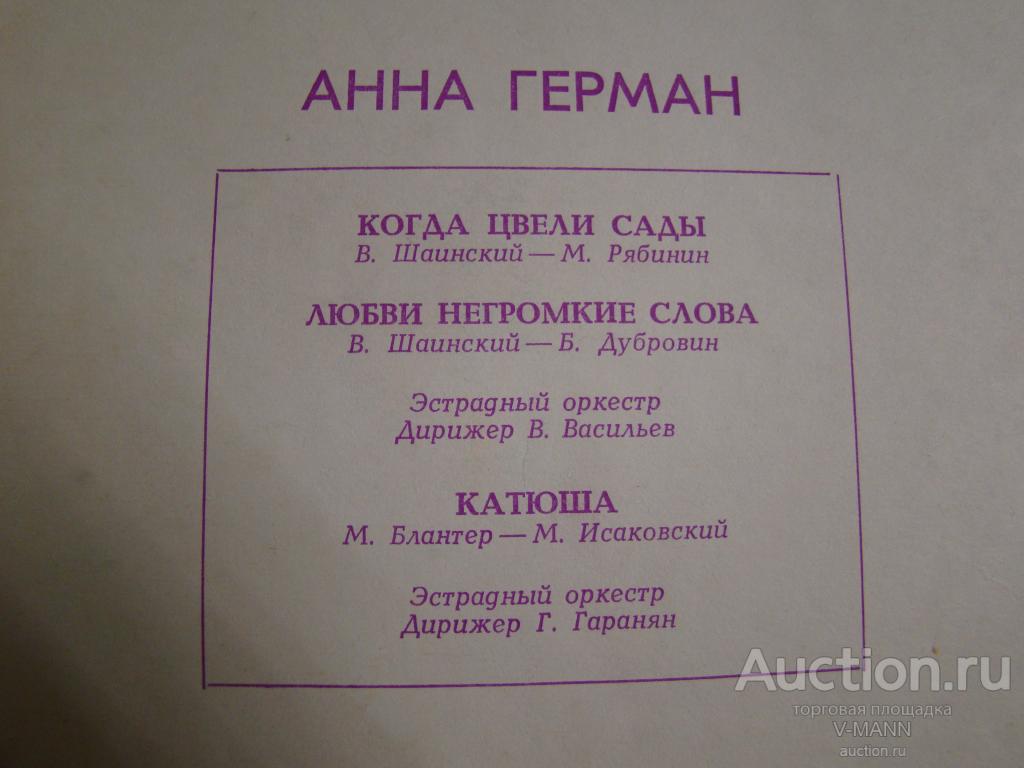 АННА ГЕРМАН
КОГДА ЦВЕЛИ САДЫ
В. Шаинский — М. Рябинин
ЛЮБВИ НЕГРОМКИЕ СЛОВА
В. Шаинский — Б. Дубровин
Эстрадный оркестр
Дирижер В. Васильев
КАТЮША
М. Блантер — М. Исаковский
Эстрадный оркестр
Дирижер Г. Гаранян
Auction.ru
торговая площадка
V-MANN
auction.ru